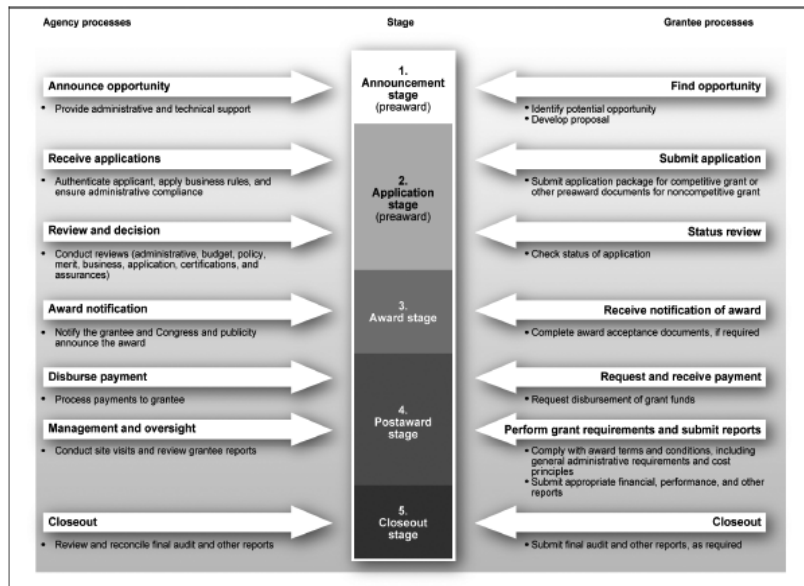 Agency processes
Stage
Grantee processes
1.
Announcement
stage
(preaward)
Announce opportunity
• Provide administrative and technical support
Find opportunity
• Identify potential opportunity
• Develop proposal
2.
Application
stage
(preaward)
Receive applications
• Authenticate applicant, apply business rules, and
ensure administrative compliance
Submit application
• Submit application package for competitive grant or
other preaward documents for noncompetitive grant
Review and decision
• Conduct reviews (administrative, budget, policy,
merit, business, application, certifications, and
assurances)
Status review
• Check status of application
3.
Award stage
Award notification
• Notify the grantee and Congress and publicity
announce the award
Receive notification of award
• Complete award acceptance documents, if required
4.
Postaward
stage
Disburse payment
• Process payments to grantee
Request and receive payment
• Request disbursement of grant funds
Management and oversight
• Conduct site visits and review grantee reports
Perform grant requirements and submit reports
• Comply with award terms and conditions, including
general administrative requirements and cost
principles
• Submit appropriate financial, performance, and other
reports
5.
Closeout
stage
Closeout
• Review and reconcile final audit and other reports
Closeout
• Submit final audit and other reports, as required